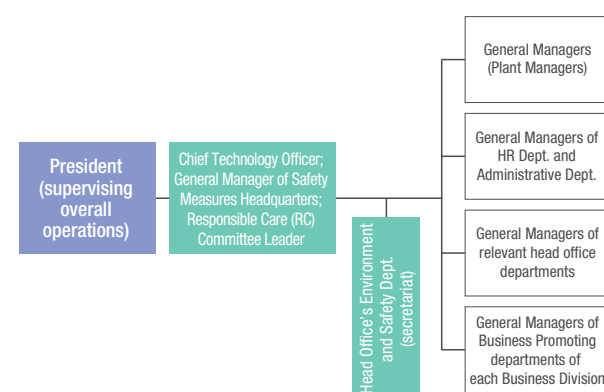 President
(supervising
overall
operations)
Chief Technology Officer;
General Manager of Safety
Measures Headquarters;
Responsible Care (RC)
Committee Leader
Head Office's Environment
and Safety Dept.
(secretariat)
General Managers
(Plant Managers)
General Managers of
HR Dept. and
Administrative Dept.
General Managers of
relevant head office
departments
General Managers of
Business Promoting
departments of
each Business Division